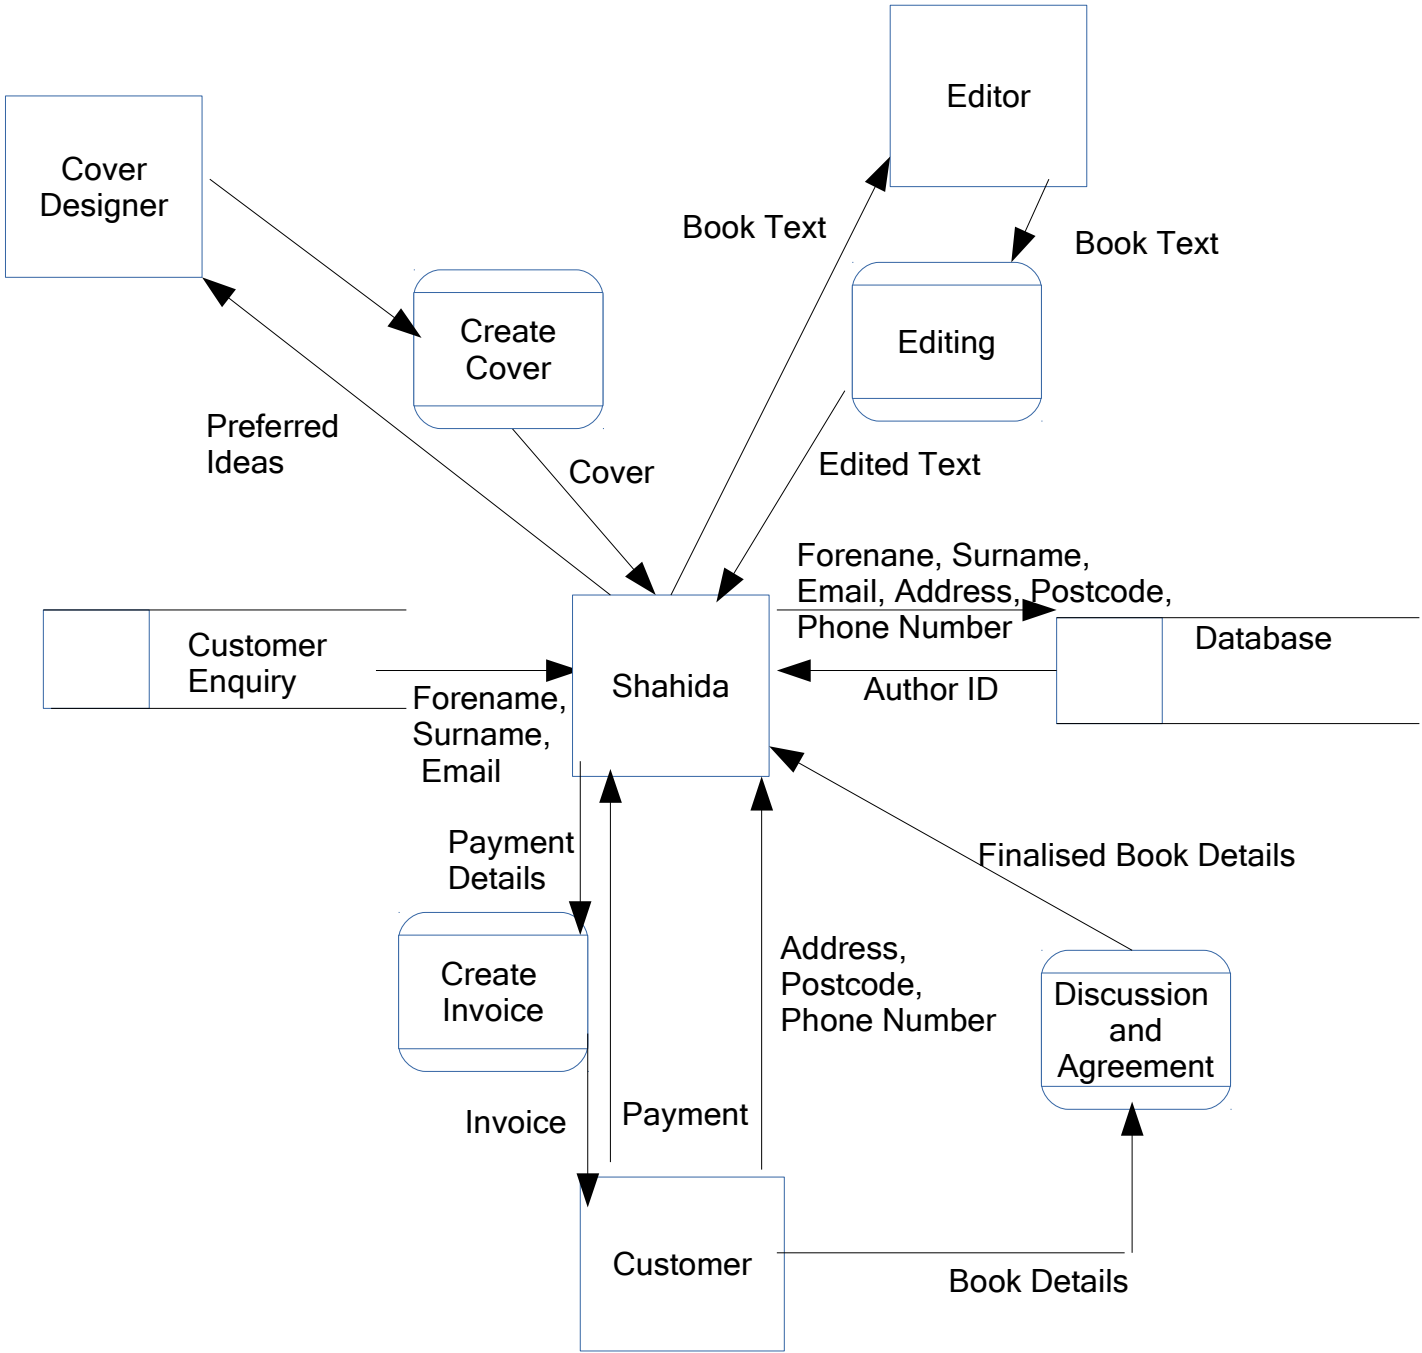 Editor
Cover
Designer
Book Text
Book Text
Create
Cover
Editing
Preferred
Ideas
Cover
Edited Text
Forenane, Surname,
Email, Address, Postcode,
Phone Number
Customer
Enquiry
Database
Shahida
Author ID
Forename,
Surname,
Email
Payment
Details
Finalised Book Details
Address,
Postcode,
Phone Number
Create
Invoice
Discussion
and
Agreement
Invoice
Payment
Customer
Book Details